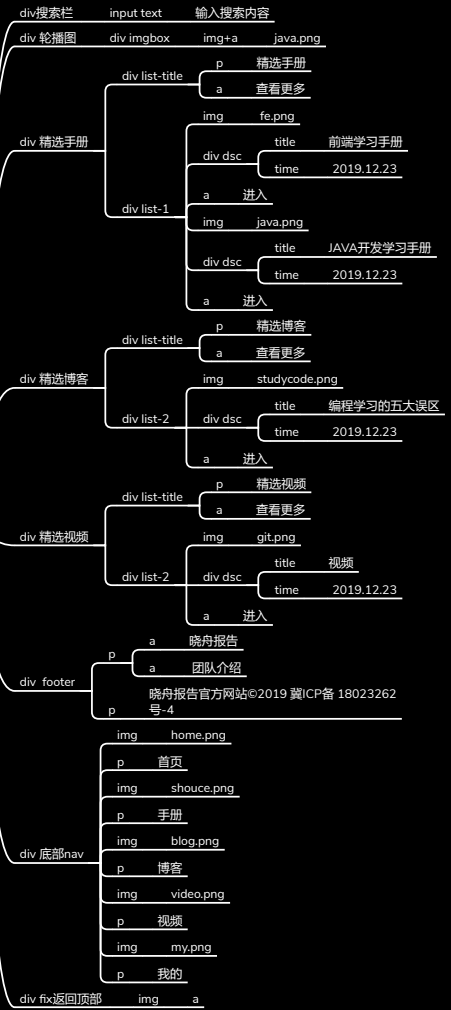 div搜索栏 input text 输入搜索内容
div 轮播图 div imgbox img+a java.png
div 精选手册
div list-title
p 精选手册
a 查看更多
div list-1
img fe.png
div dsc
title 前端学习手册
time 2019.12.23
a 进入
img java.png
div dsc
title JAVA开发学习手册
time 2019.12.23
a 进入
div 精选博客
div list-title
p 精选博客
a 查看更多
div list-2
img studycode.png
div dsc
title 编程学习的五大误区
time 2019.12.23
a 进入
div 精选视频
div list-title
p 精选视频
a 查看更多
div list-2
img git.png
div dsc
title 视频
time 2019.12.23
a 进入
div footer
p
a 晓舟报告
a 团队介绍
p
晓舟报告官方网站©2019 冀ICP备 18023262
号-4
div 底部nav
img home.png
p 首页
img shouce.png
p 手册
img blog.png
p 博客
img video.png
p 视频
img my.png
p 我的
div fix返回顶部 img a